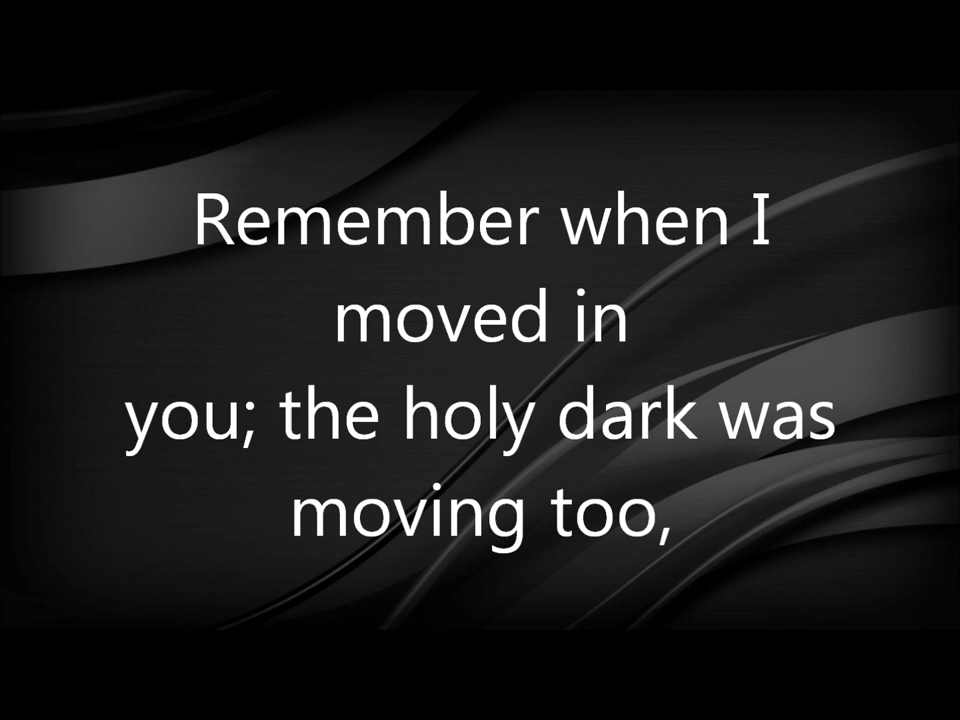 Remember when I
moved in
you; the holy dark was
moving too,